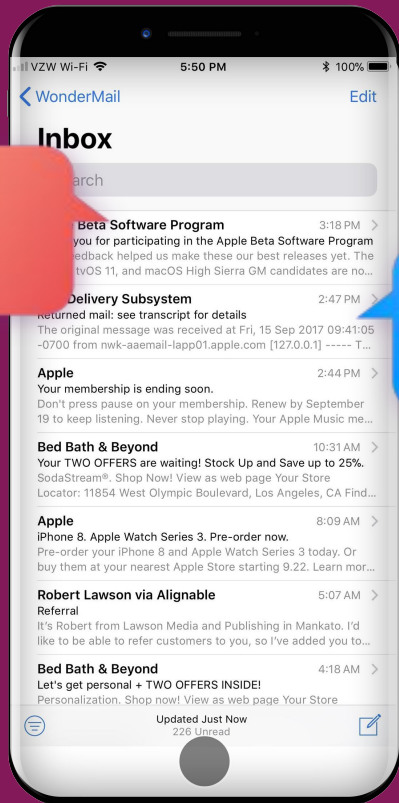 VZW Wi-Fi 5:50 PM 100%
WonderMail Edit
Inbox
arch
Beta Software Program 3:18 PM
you for participating in the Apple Beta Software Program
edback helped us make these our best releases yet. The
tvOS 11, and macOS High Sierra GM candidates are no...
Delivery Subsystem 2:47 PM
Returned mail: see transcript for details
The original message was received at Fri, 15 Sep 2017 09:41:05
-0700 from nwk-aaemail-lapp01.apple.com [127.0.0.1] ----- T...
Apple 2:44 PM
Your membership is ending soon.
Don't press pause on your membership. Renew by September
19 to keep listening. Never stop playing. Your Apple Music me...
Bed Bath & Beyond 10:31 AM
Your TWO OFFERS are waiting! Stock Up and Save up to 25%.
SodaStream®. Shop Now! View as web page Your Store
Locator: 11854 West Olympic Boulevard, Los Angeles, CA Find...
Apple 8:09 AM
iPhone 8. Apple Watch Series 3. Pre-order now.
Pre-order your iPhone 8 and Apple Watch Series 3 today. Or
buy them at your nearest Apple Store starting 9.22. Learn mor...
Robert Lawson via Alignable 5:07 AM
Referral
It's Robert from Lawson Media and Publishing in Mankato. I'd
like to be able to refer customers to you, so I've added you to...
Bed Bath & Beyond 4:18 AM
Let's get personal + TWO OFFERS INSIDE!
Personalization. Shop now! View as web page Your Store
Updated Just Now
226 Unread